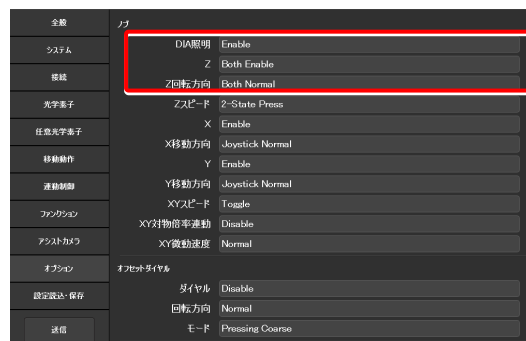 全般
システム
接続
光学素子
任意光学素子
移動動作
連動制御
ファンクション
アシストカメラ
オプション
設定読込・保存
送信
ノブ
DIA照明 Enable
Z Both Enable
Z回転方向 Both Normal
Zスピード 2-State Press
X Enable
X移動方向 Joystick Normal
Y Enable
Y移動方向 Joystick Normal
XYスピード Toggle
XY対物倍率連動 Disable
XY微動速度 Normal
オフセットダイヤル
ダイヤル Disable
回転方向 Normal
モード Pressing Coarse